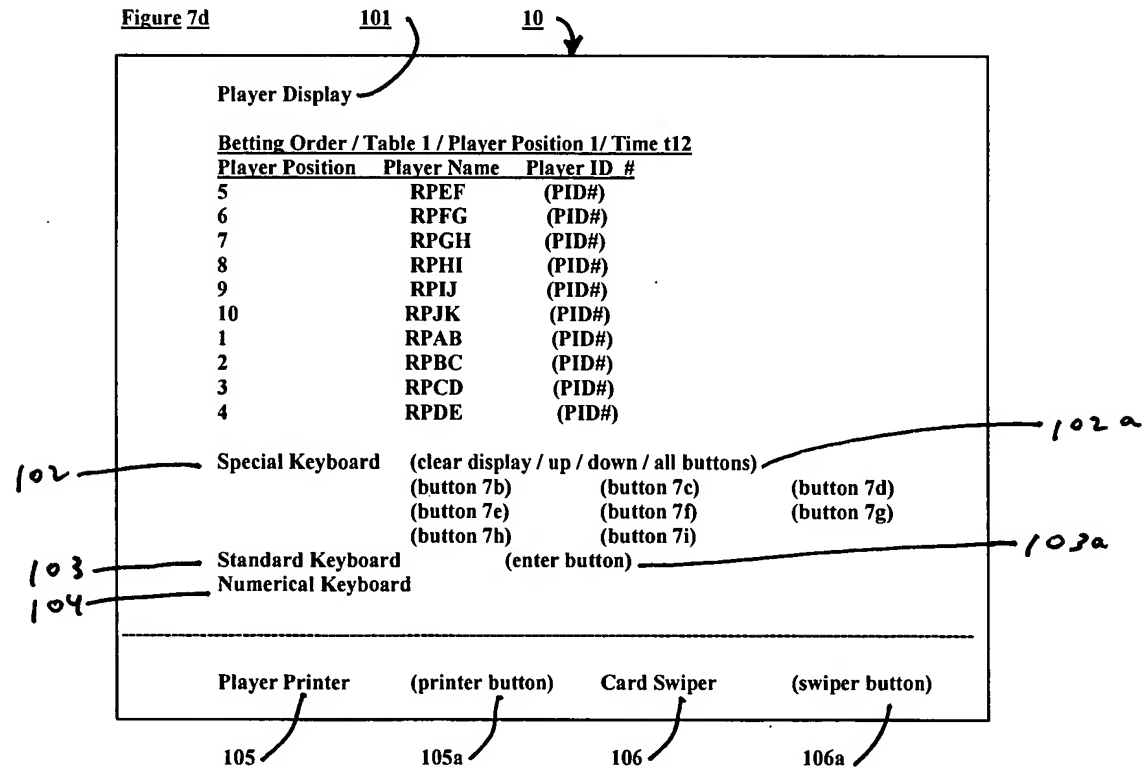 Figure 7d 101 10
Player Display
Betting Order / Table 1 / Player Position 1/ Time t12
Player Position Player Name Player ID #
5 RPEF (PID#)
6 RPFG (PID#)
7 RPGH (PID#)
8 RPHI (PID#)
9 RPIJ (PID#)
10 RPJK (PID#)
1 RPAB (PID#)
2 RPBC (PID#)
3 RPCD (PID#)
4 RPDE (PID#)
102 a
102 Special Keyboard (clear display / up / down / all buttons)
(button 7b) (button 7c) (button 7d)
(button 7e) (button 7f) (button 7g)
(button 7h) (button 7i)
103 Standard Keyboard (enter button) 103a
104 Numerical Keyboard
Player Printer (printer button) Card Swiper (swiper button)
105 105a 106 106a